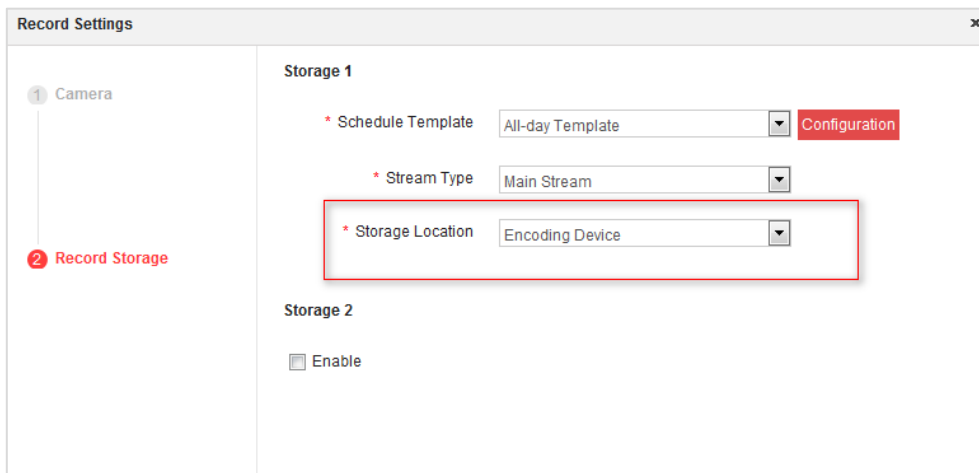 Record Settings
x
1 Camera
2 Record Storage
Storage 1
* Schedule Template All-day Template Configuration
* Stream Type Main Stream
* Storage Location Encoding Device
Storage 2
Enable